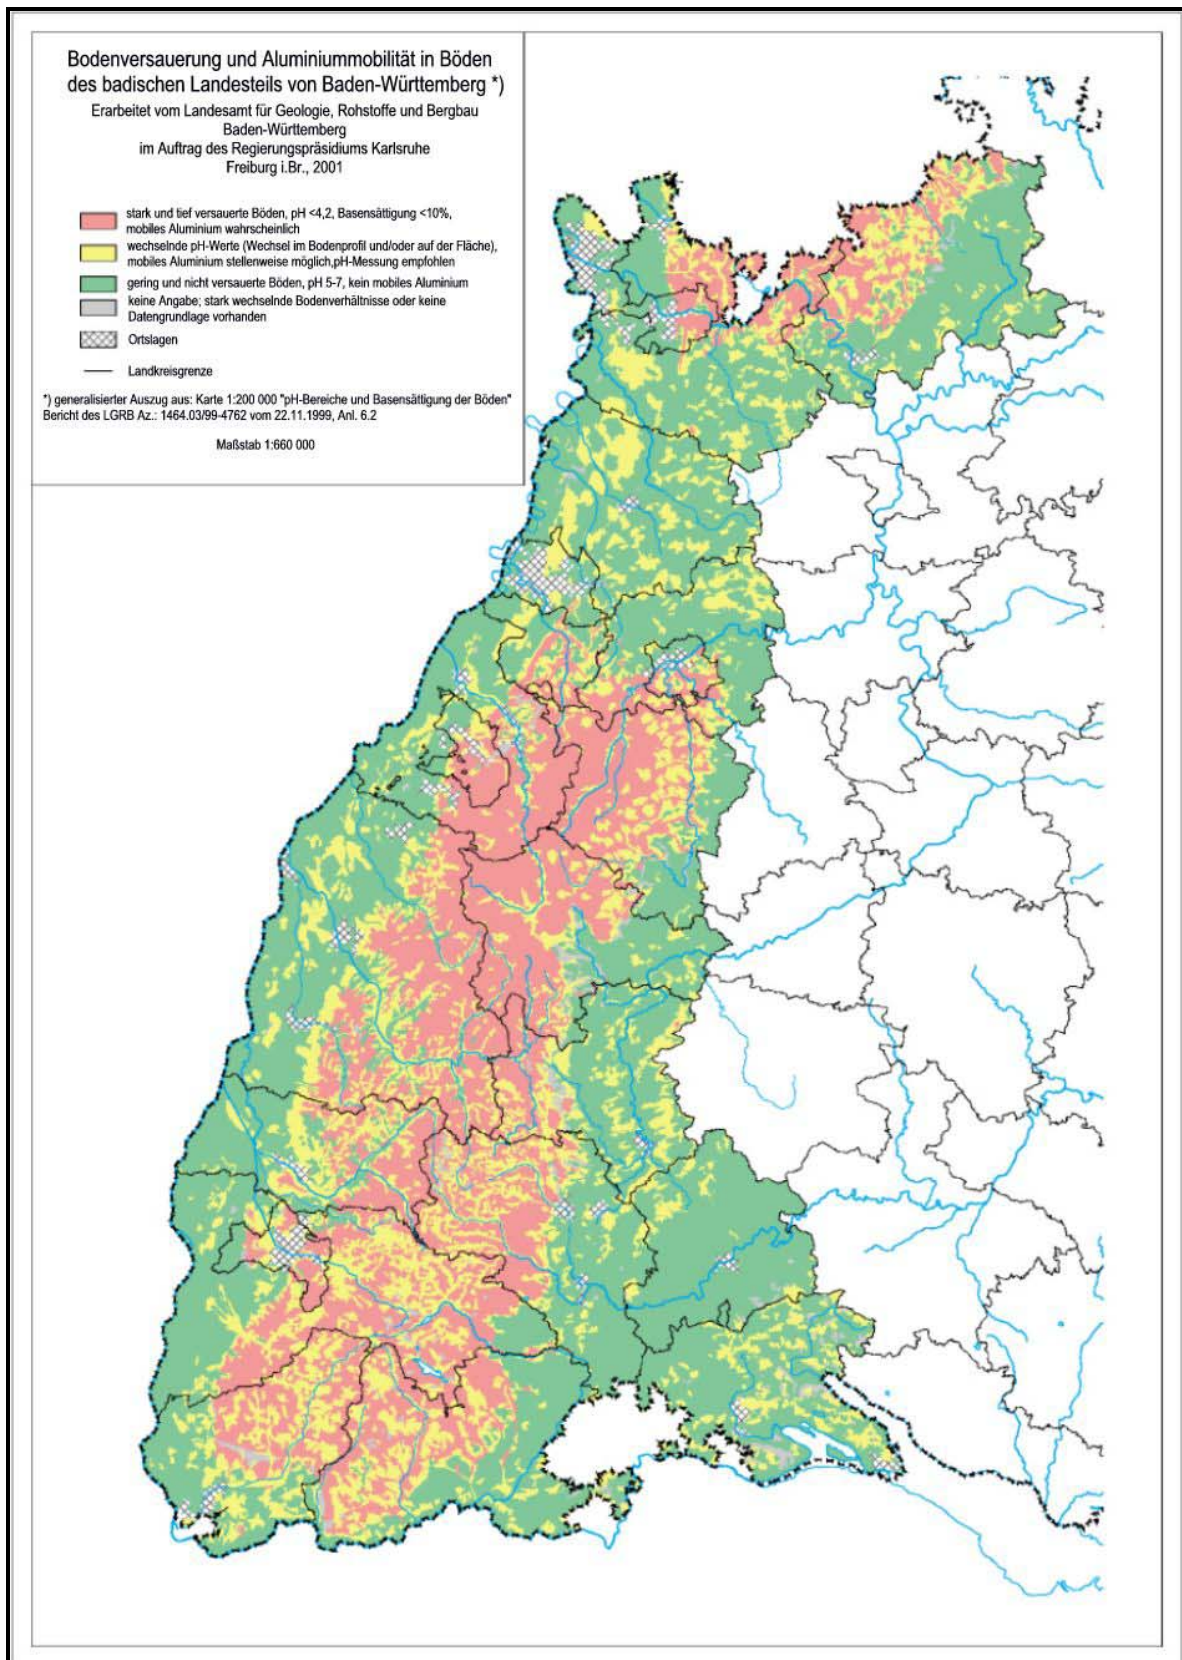 Bodenversauerung und Aluminiummobilität in Böden
des badischen Landesteils von Baden-Württemberg *)
Erarbeitet vom Landesamt für Geologie, Rohstoffe und Bergbau
Baden-Württemberg
im Auftrag des Regierungspräsidiums Karlsruhe
Freiburg i.Br., 2001
stark und tief versauerte Böden, pH <4,2, Basensättigung <10%,
mobiles Aluminium wahrscheinlich
wechselnde pH-Werte (Wechsel im Bodenprofil und/oder auf der Fläche),
mobiles Aluminium stellenweise möglich,pH-Messung empfohlen
gering und nicht versauerte Böden, pH 5-7, kein mobiles Aluminium
keine Angabe; stark wechselnde Bodenverhältnisse oder keine
Datengrundlage vorhanden
Ortslagen
Landkreisgrenze
*) generalisierter Auszug aus: Karte 1:200 000 "pH-Bereiche und Basensättigung der Böden"
Bericht des LGRB Az.: 1464.03/99-4762 vom 22.11.1999, Anl. 6.2
Maßstab 1:660 000